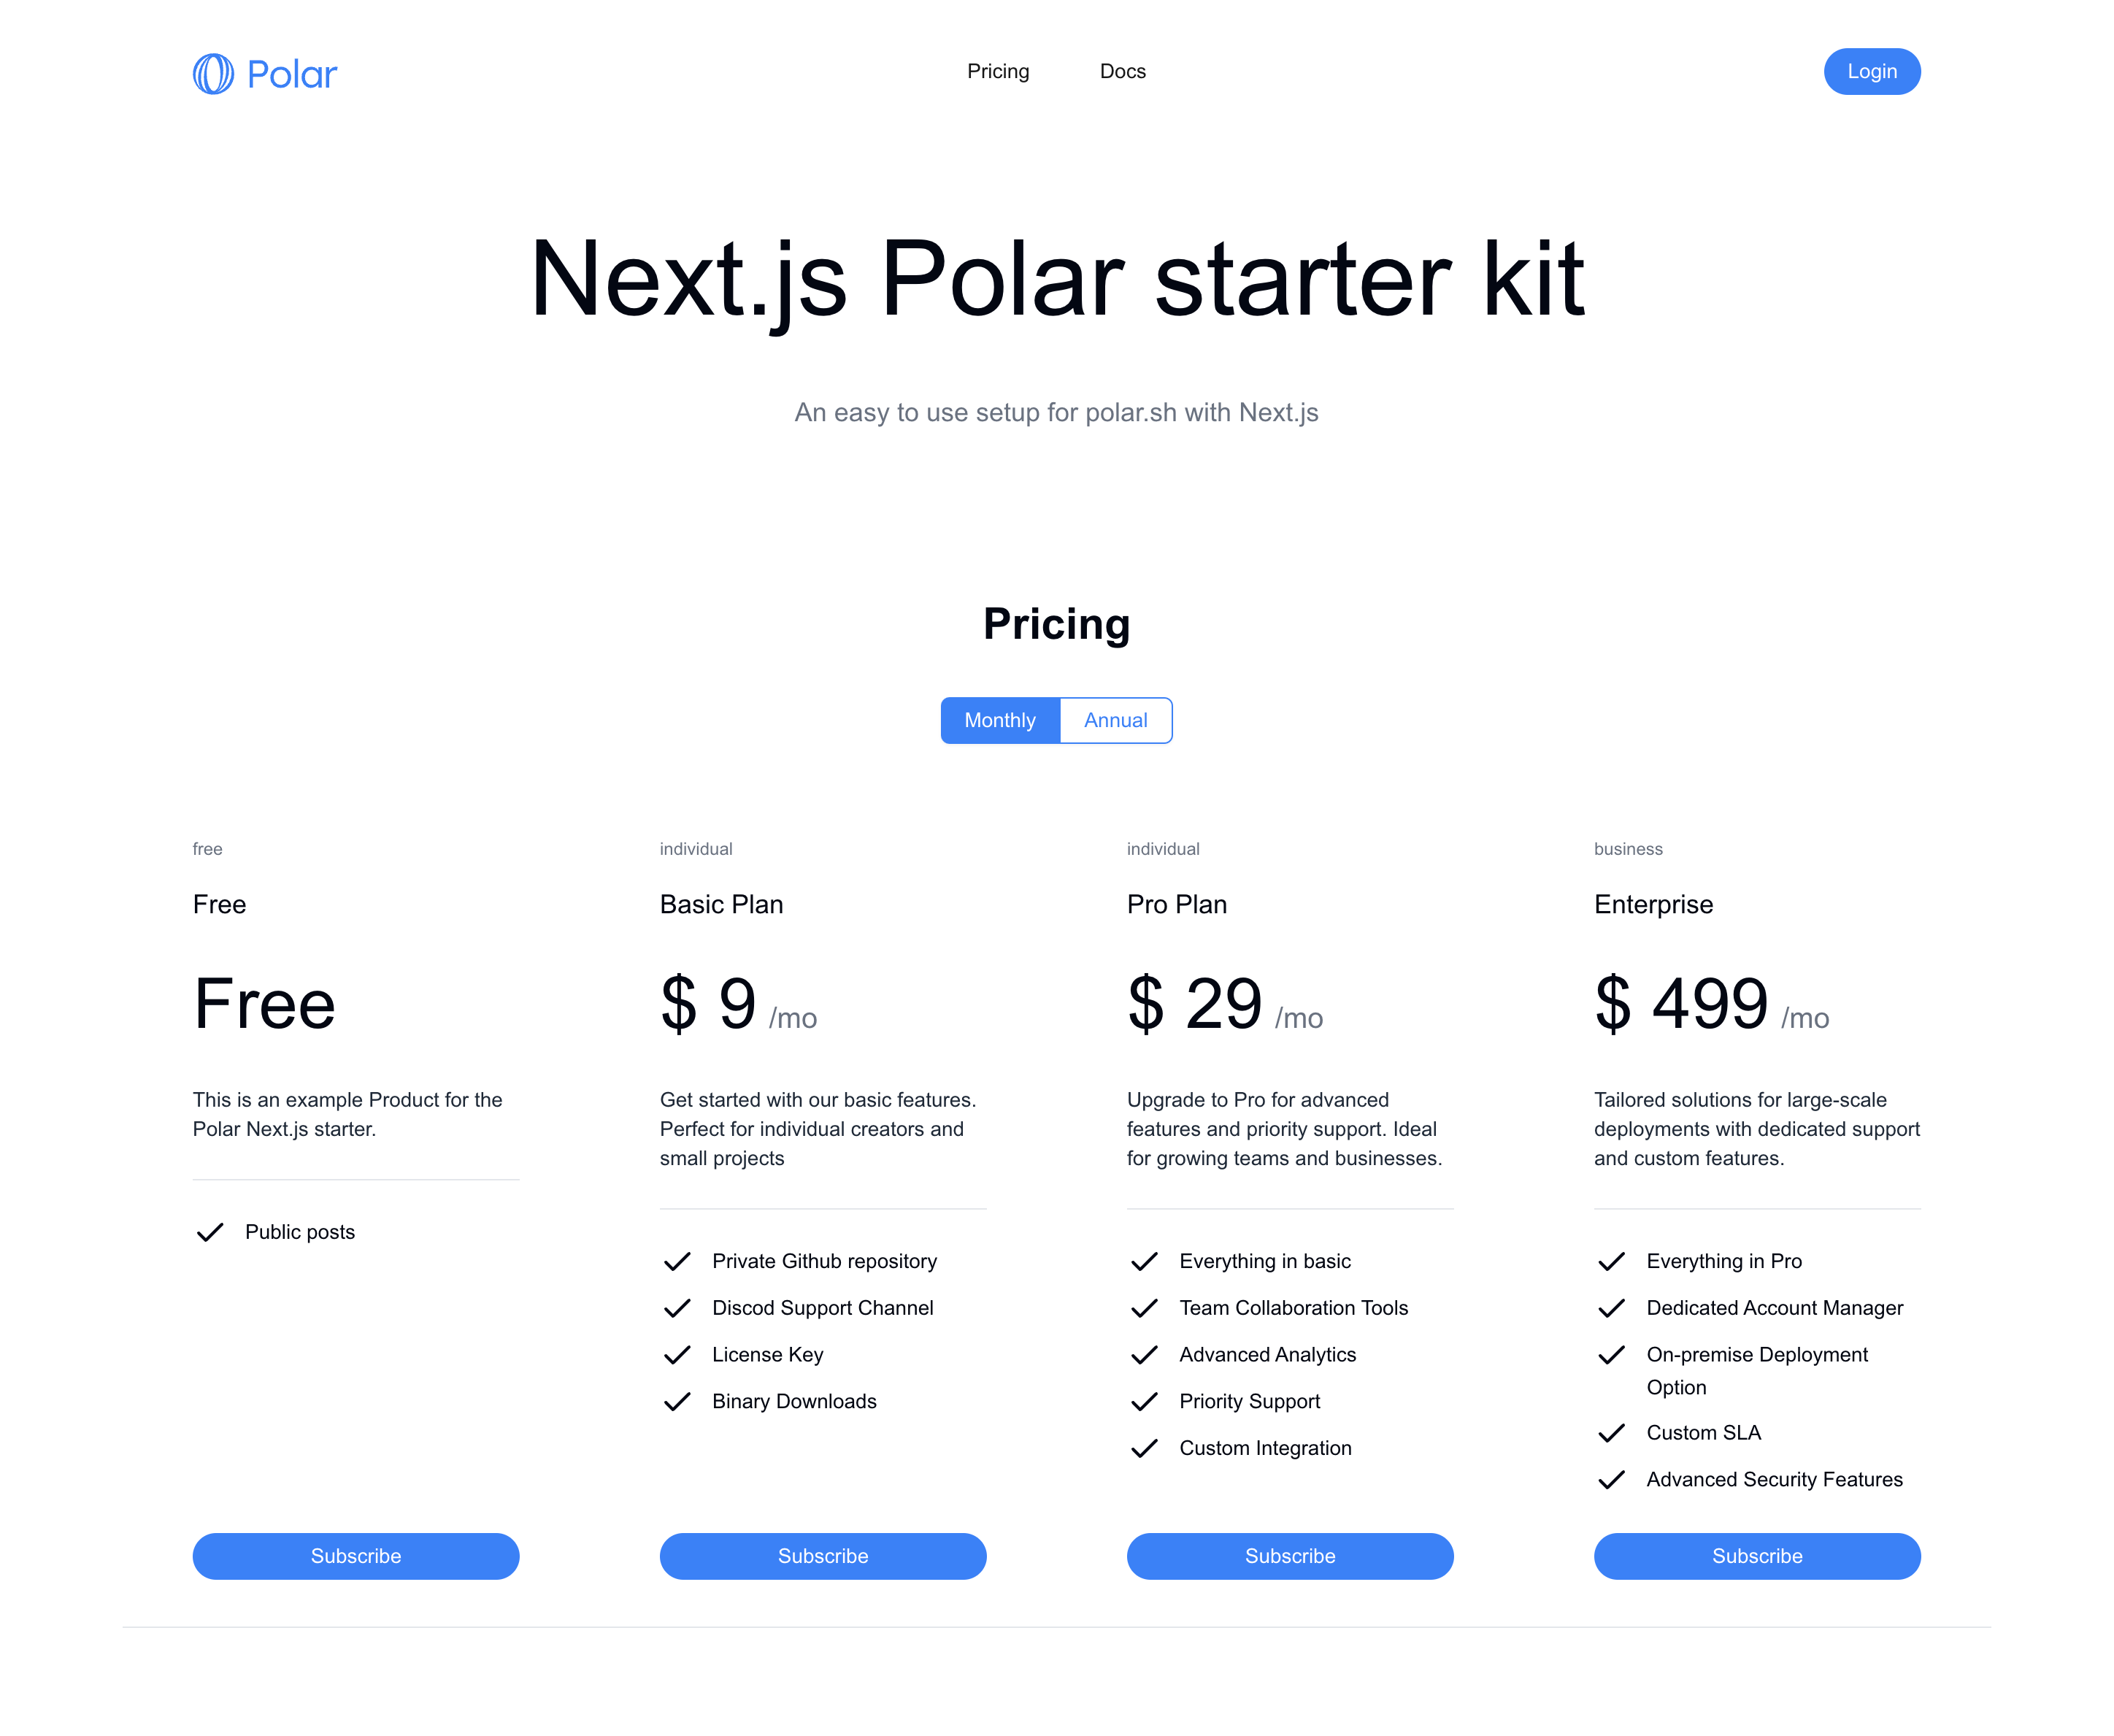 Polar
Pricing
Docs
Login
Next.js Polar starter kit
An easy to use setup for polar.sh with Next.js
Pricing
Monthly
Annual
free
Free
Free
This is an example Product for the
Polar Next.js starter.
Public posts
Subscribe
individual
Basic Plan
$ 9 /mo
Get started with our basic features.
Perfect for individual creators and
small projects
Private Github repository
Discod Support Channel
License Key
Binary Downloads
Subscribe
individual
Pro Plan
$ 29 /mo
Upgrade to Pro for advanced
features and priority support. Ideal
for growing teams and businesses.
Everything in basic
Team Collaboration Tools
Advanced Analytics
Priority Support
Custom Integration
Subscribe
business
Enterprise
$ 499 /mo
Tailored solutions for large-scale
deployments with dedicated support
and custom features.
Everything in Pro
Dedicated Account Manager
On-premise Deployment
Option
Custom SLA
Advanced Security Features
Subscribe